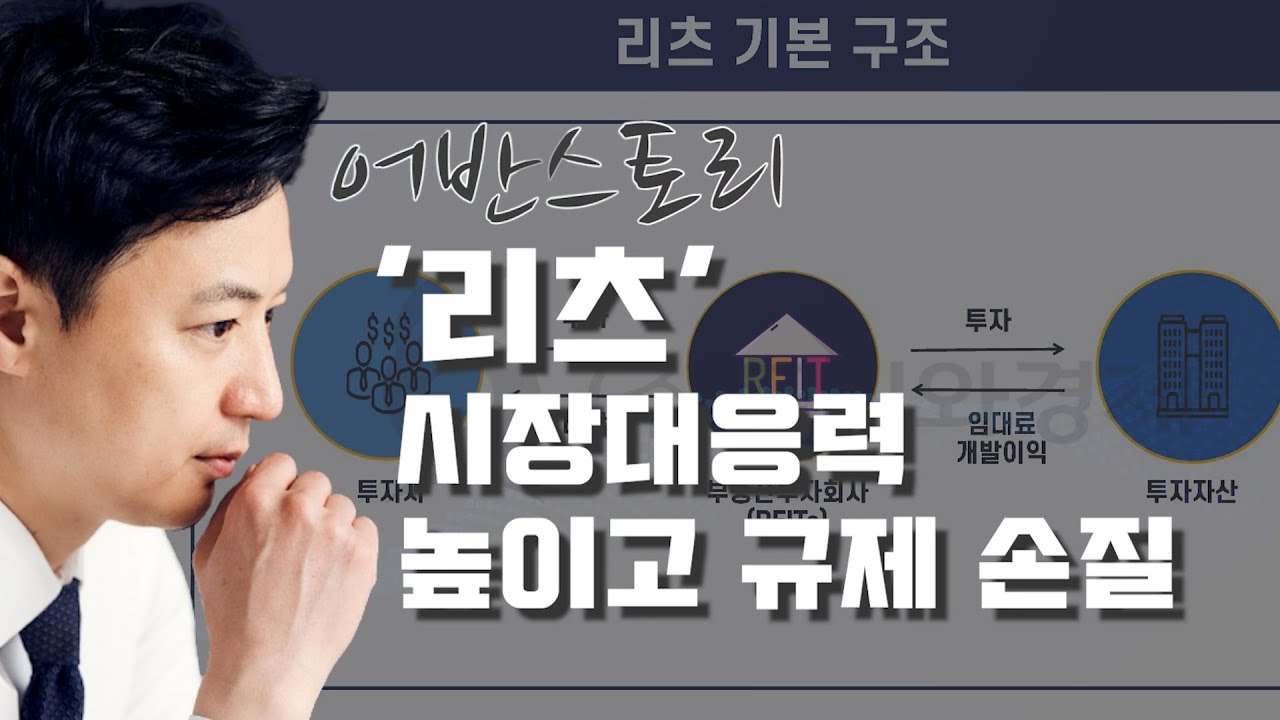 리츠 기본 구조
어반스토리
'리츠'
시장대응력
높이고 규제 손질
$$$
REIT
투자
임대료
개발이익
투자자
투자자산